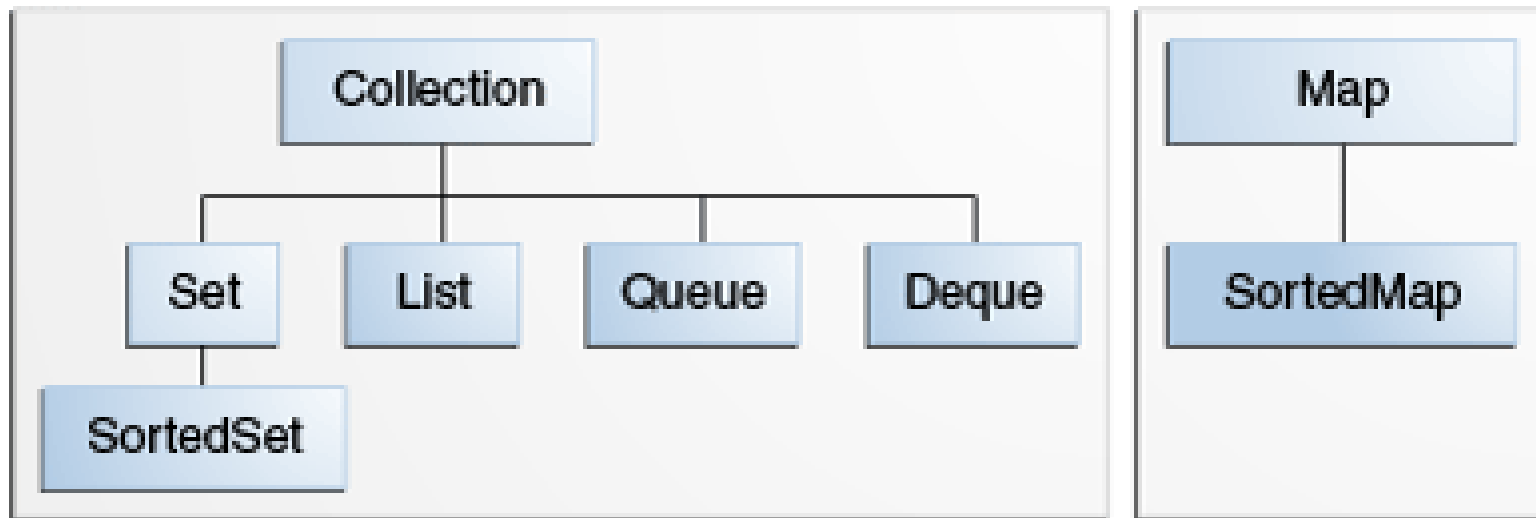 Collection
Map
Set
List
Queue
Deque
SortedMap
SortedSet